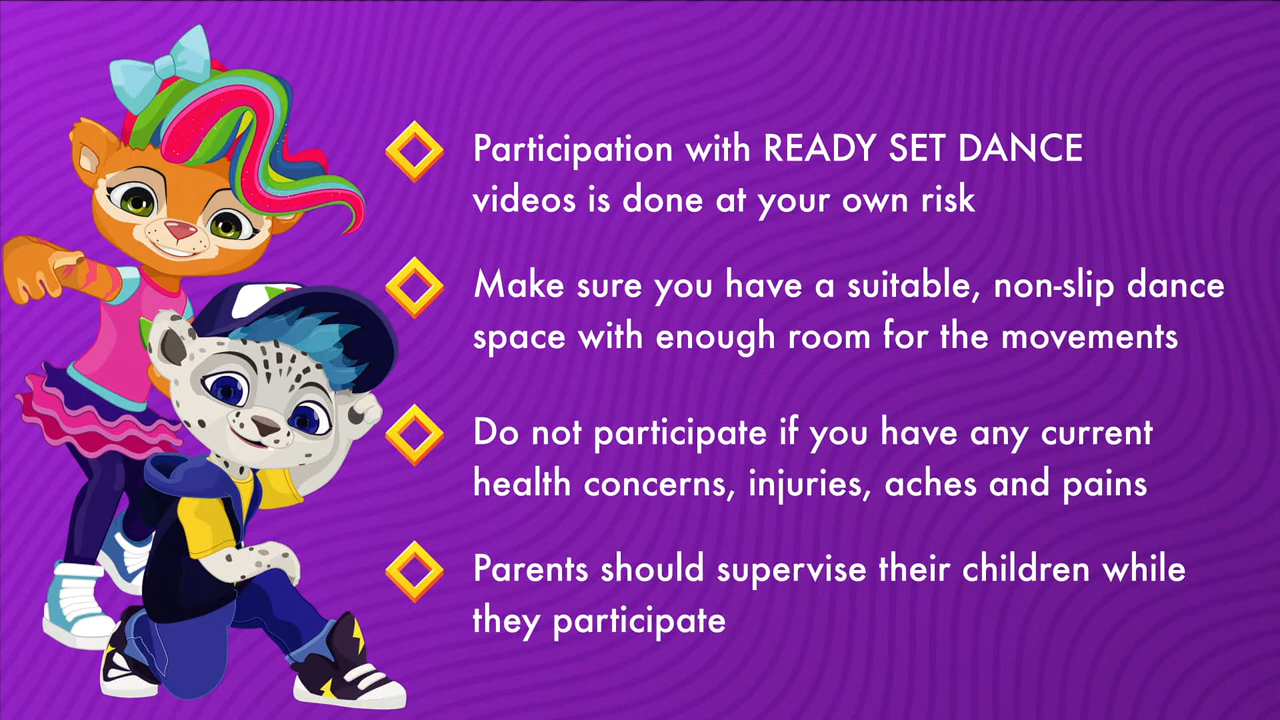 Participation with READY SET DANCE
videos is done at your own risk
Make sure you have a suitable, non-slip dance
space with enough room for the movements
Do not participate if you have any current
health concerns, injuries, aches and pains
Parents should supervise their children while
they participate